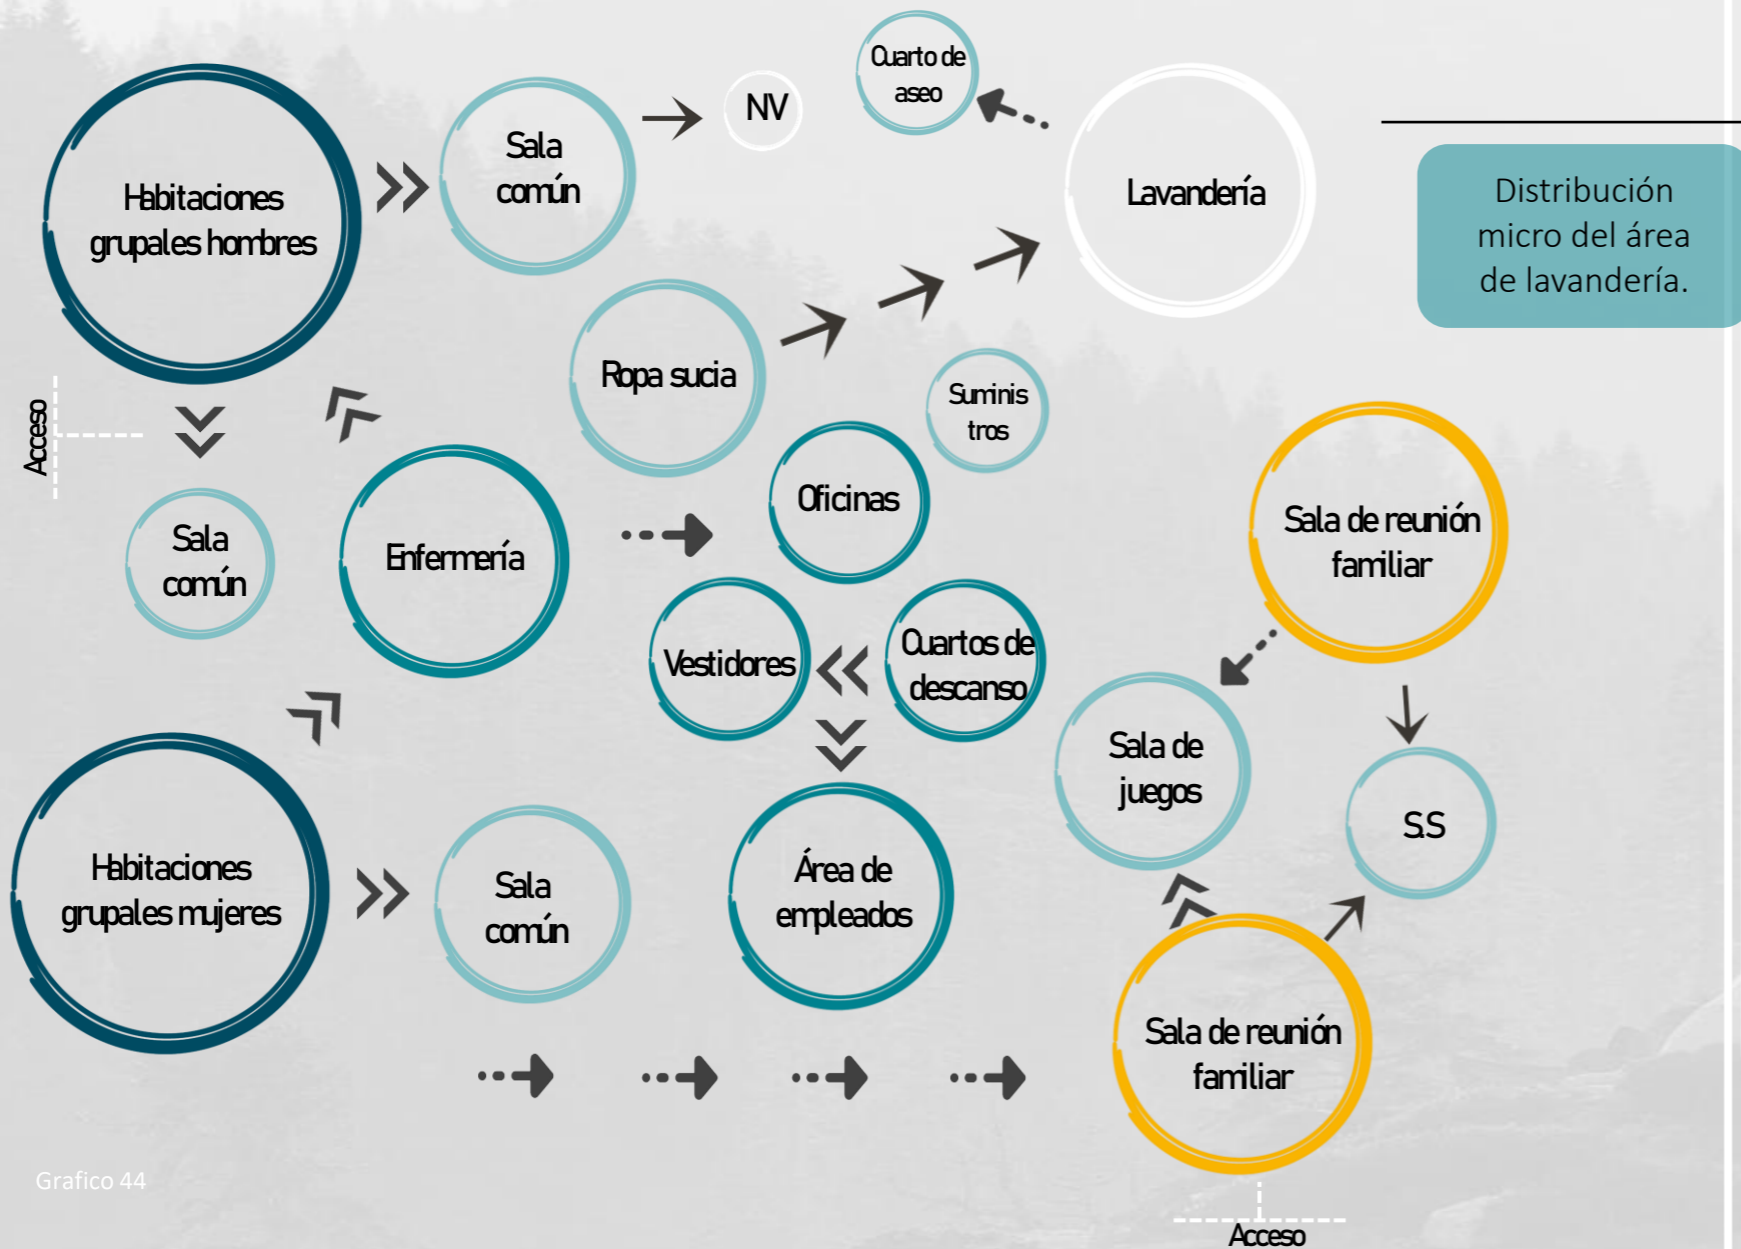 Cuarto de
aseo
NV
Sala
común
Habitaciones
grupales hombres
Lavandería
Distribución
micro del área
de lavandería.
Ropa sucia
Suminis
tros
Acceso
Oficinas
Sala
común
Enfermería
Sala de reunión
familiar
Vestidores
Cuartos de
descanso
Sala de
juegos
S.S
Habitaciones
grupales mujeres
Sala
común
Área de
empleados
Sala de reunión
familiar
Grafico 44
Acceso